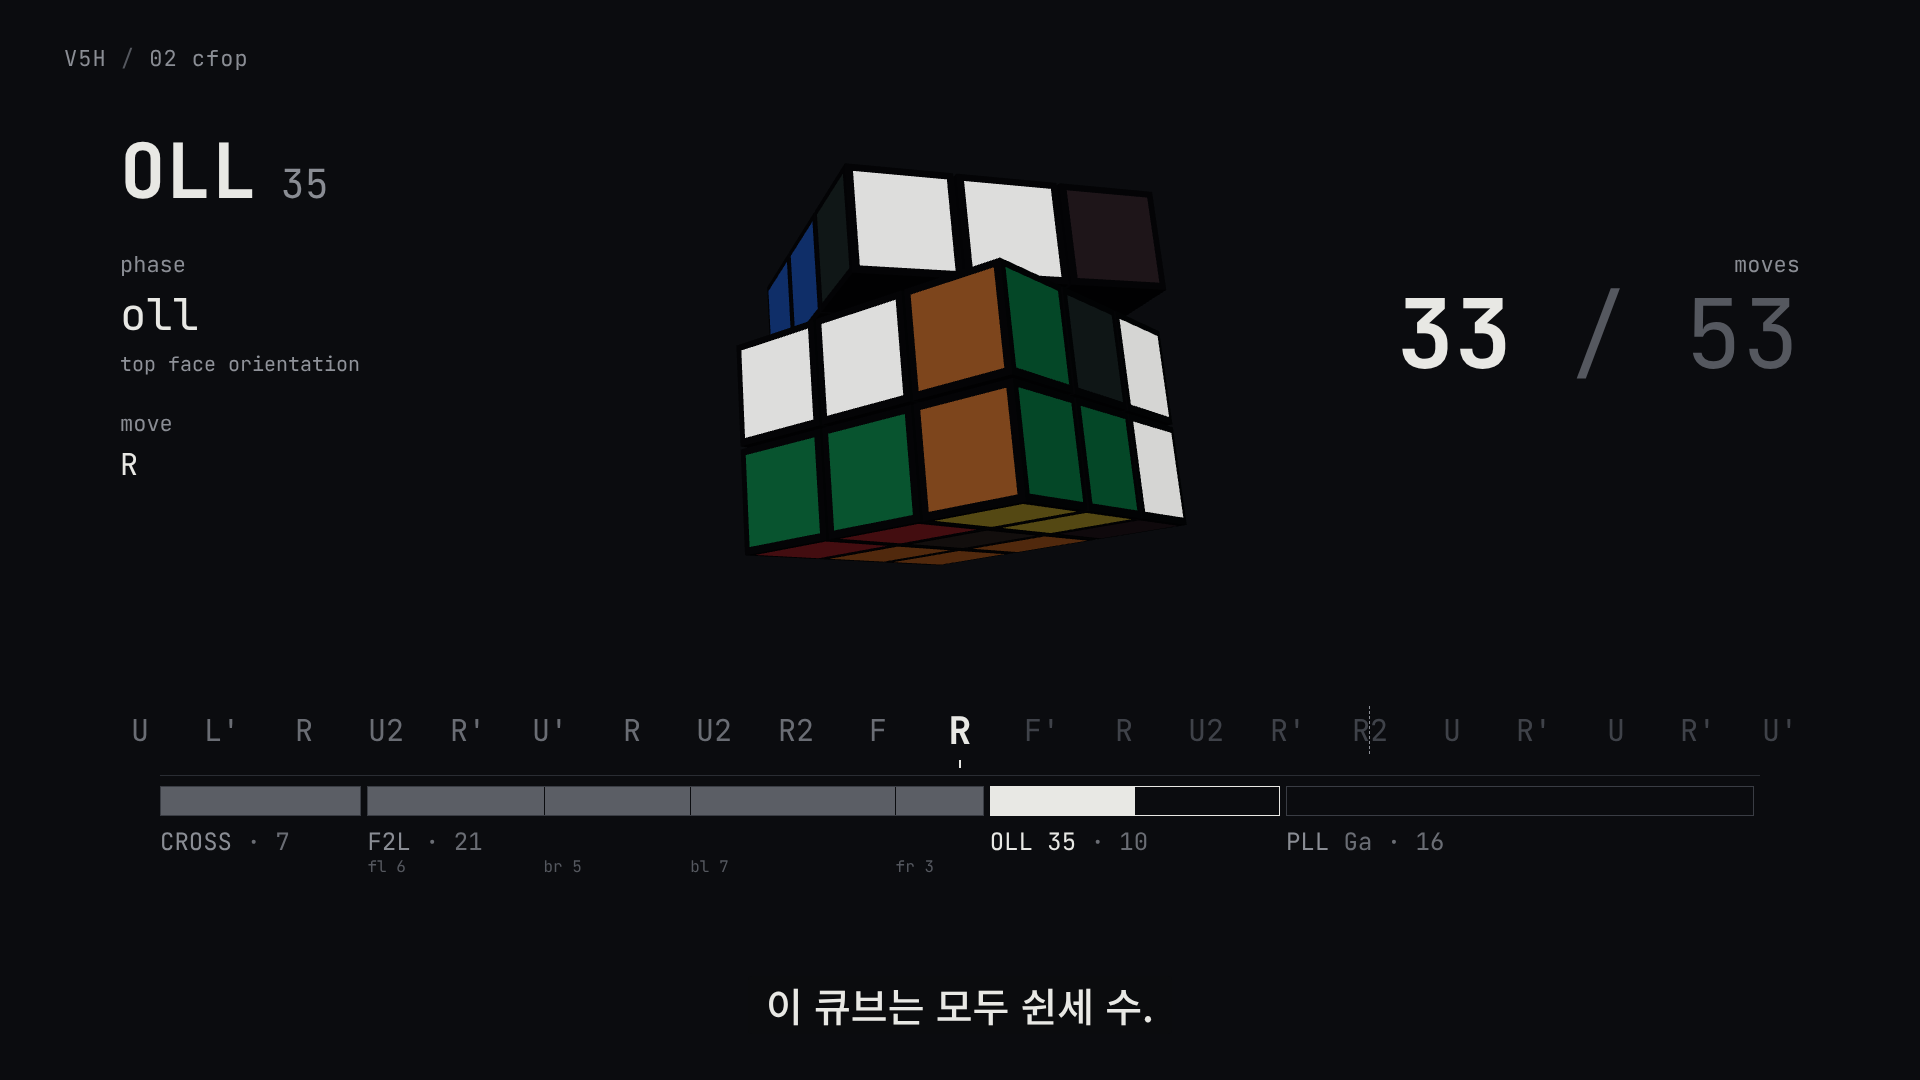 V5H / 02 cfop
OLL 35
phase
oll
top face orientation
move
R
moves
33 / 53
U L' R U2 R' U' R U2 R2 F R F' R U2 R' R2 U R' U R' U'
CROSS · 7 F2L · 21 OLL 35 · 10 PLL Ga · 16
fl 6 br 5 bl 7 fr 3
이 큐브는 모두 쉰세 수.